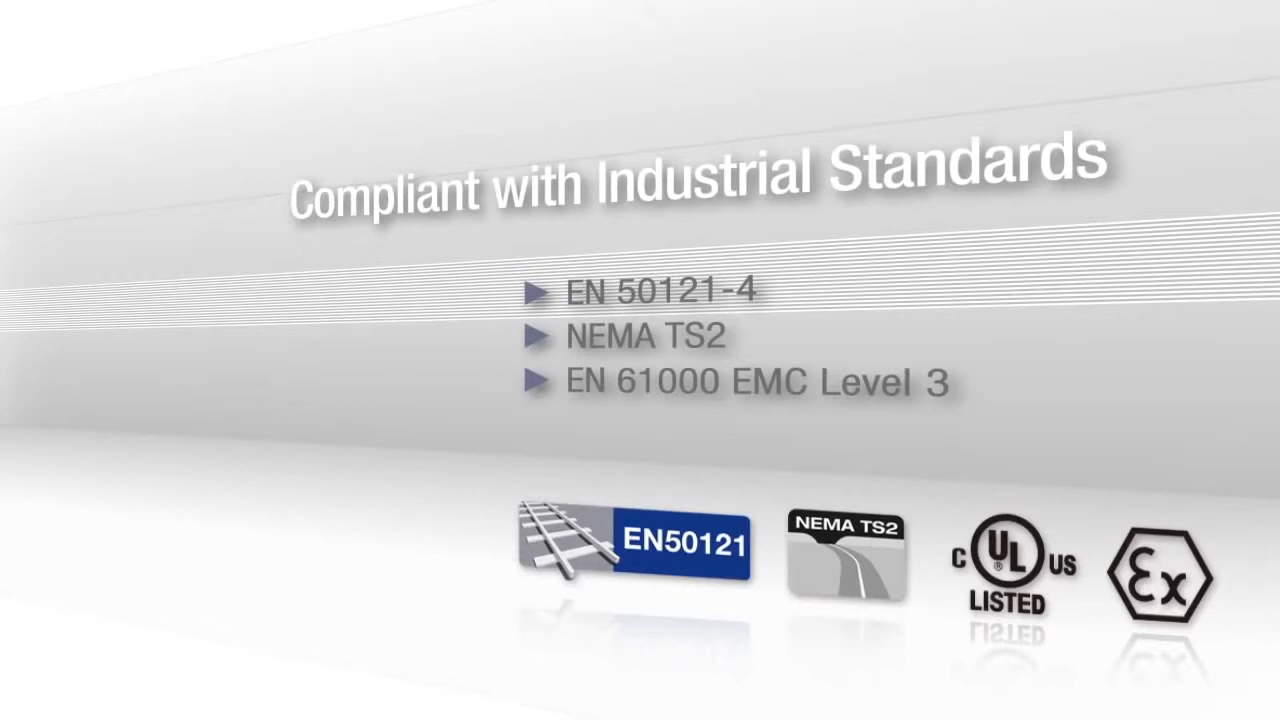 Compliant with Industrial Standards
► EN 50121-4
► NEMA TS2
► EN 61000 EMC Level 3
EN50121
NEMA TS2
C UL® US
LISTED
Ex